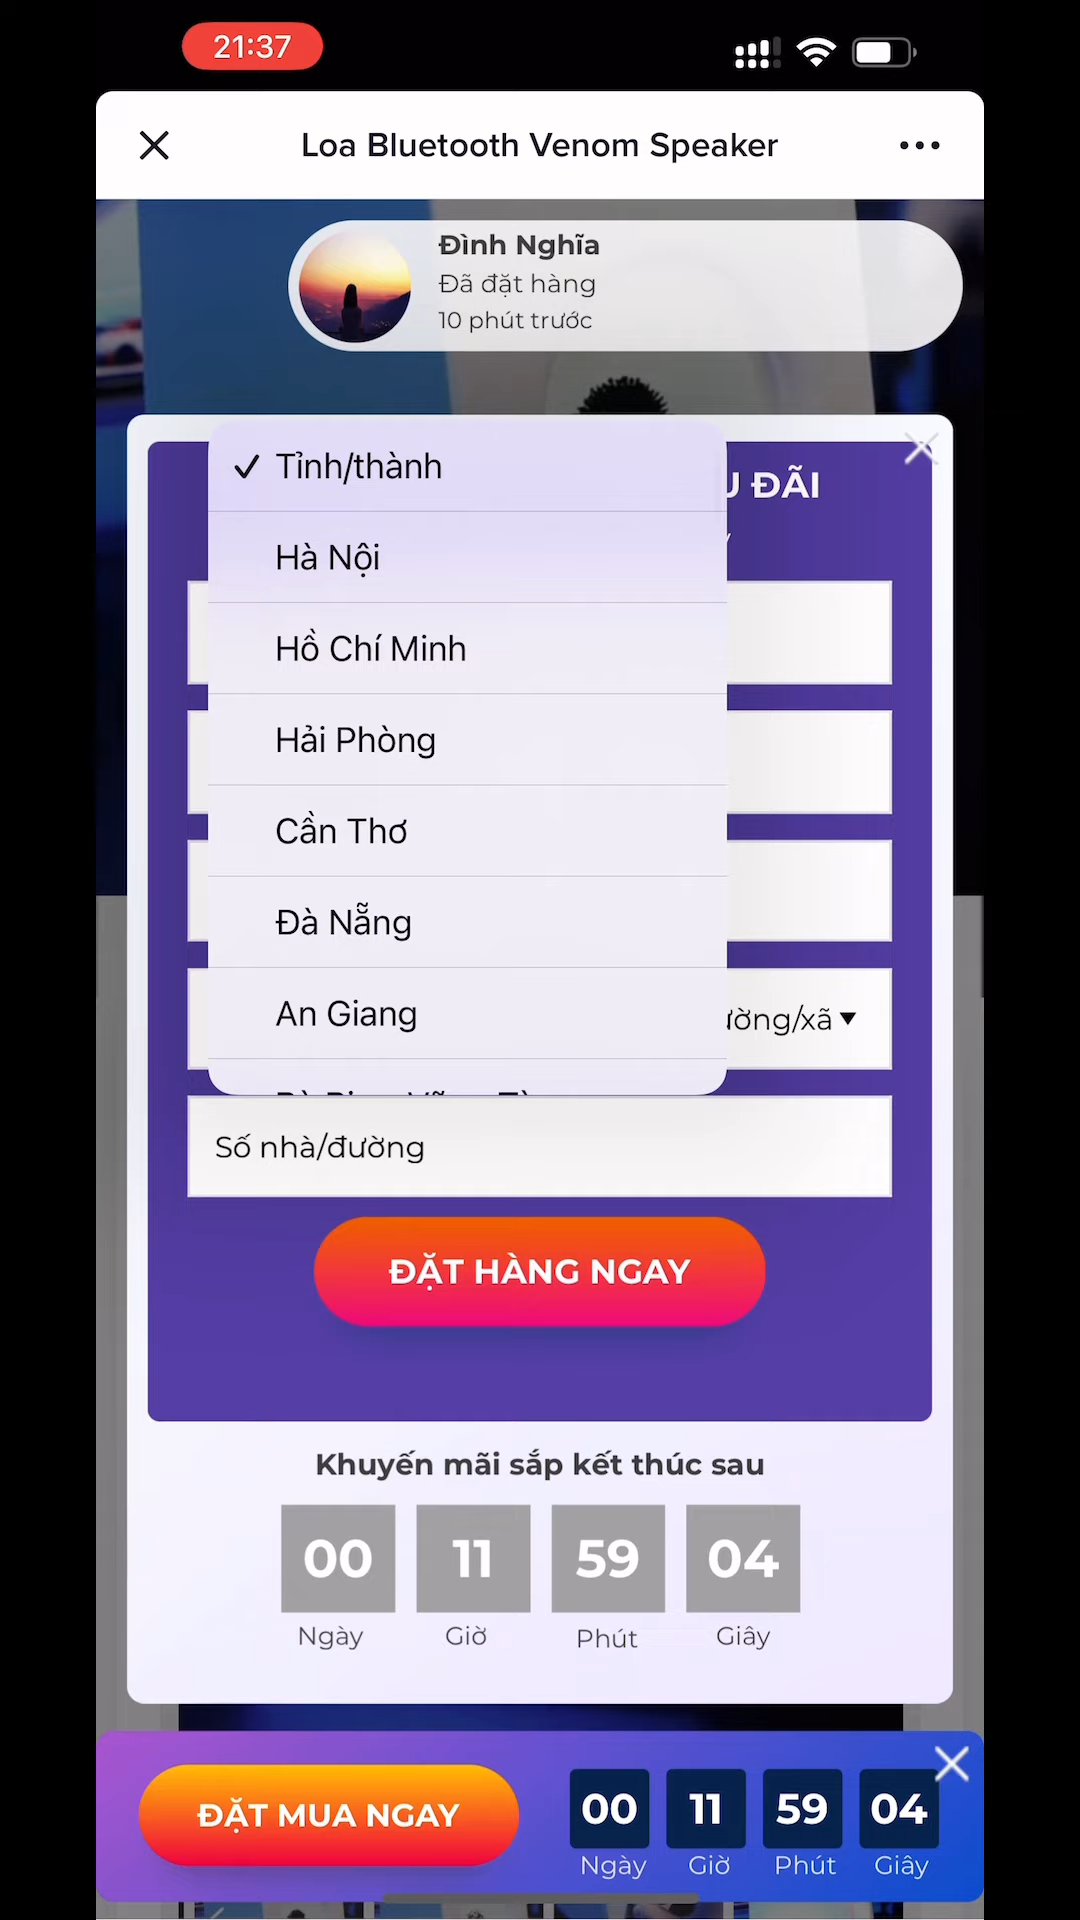 21:37
Loa Bluetooth Venom Speaker
Đình Nghĩa
Đã đặt hàng
10 phút trước
Tỉnh/thành
ĐÃI
Hà Nội
Hồ Chí Minh
Hải Phòng
Cần Thơ
Đà Nẵng
An Giang
Số nhà/đường
ĐẶT HÀNG NGAY
Khuyến mãi sắp kết thúc sau
00 11 59 04
Ngày Giờ Phút Giây
ĐẶT MUA NGAY
00 11 59 04
Ngày Giờ Phút Giây